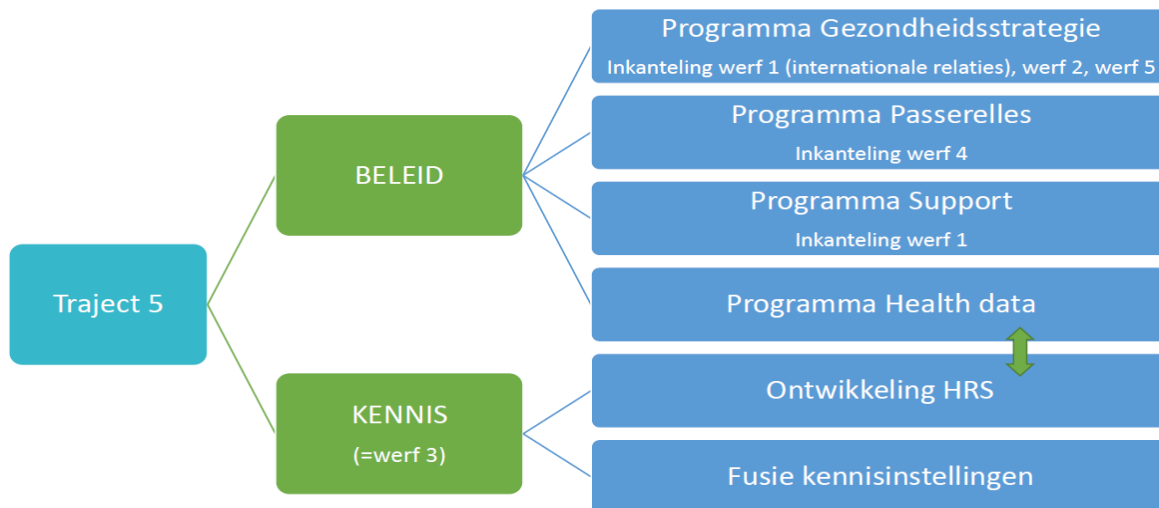 Traject 5
BELEID
Programma Gezondheidsstrategie
Inkanteling werf 1 (internationale relaties), werf 2, werf 5
Programma Passerelles
Inkanteling werf 4
Programma Support
Inkanteling werf 1
Programma Health data
KENNIS
(=werf 3)
Ontwikkeling HRS
Fusie kennisinstellingen